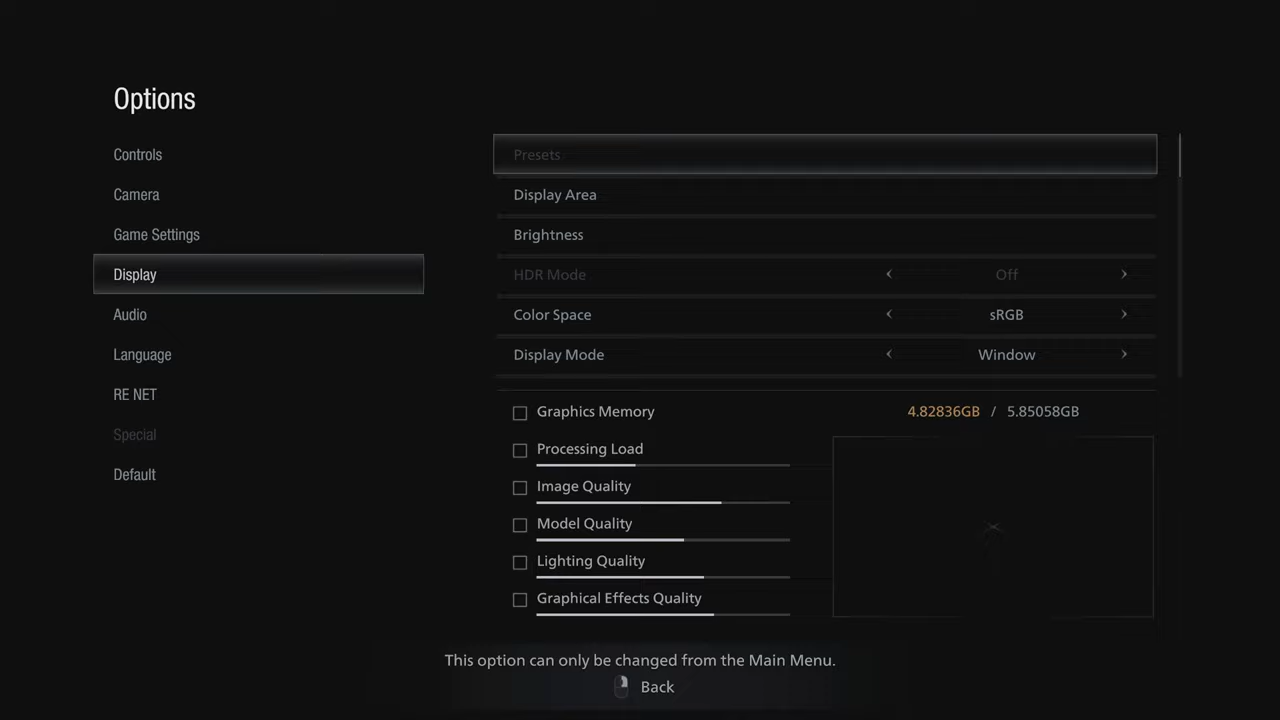 Options
Controls
Camera
Game Settings
Display
Audio
Language
RE NET
Special
Default
Presets
Display Area
Brightness
HDR Mode Off
Color Space sRGB
Display Mode Window
Graphics Memory 4.82836GB / 5.85058GB
Processing Load
Image Quality
Model Quality
Lighting Quality
Graphical Effects Quality
This option can only be changed from the Main Menu.
Back